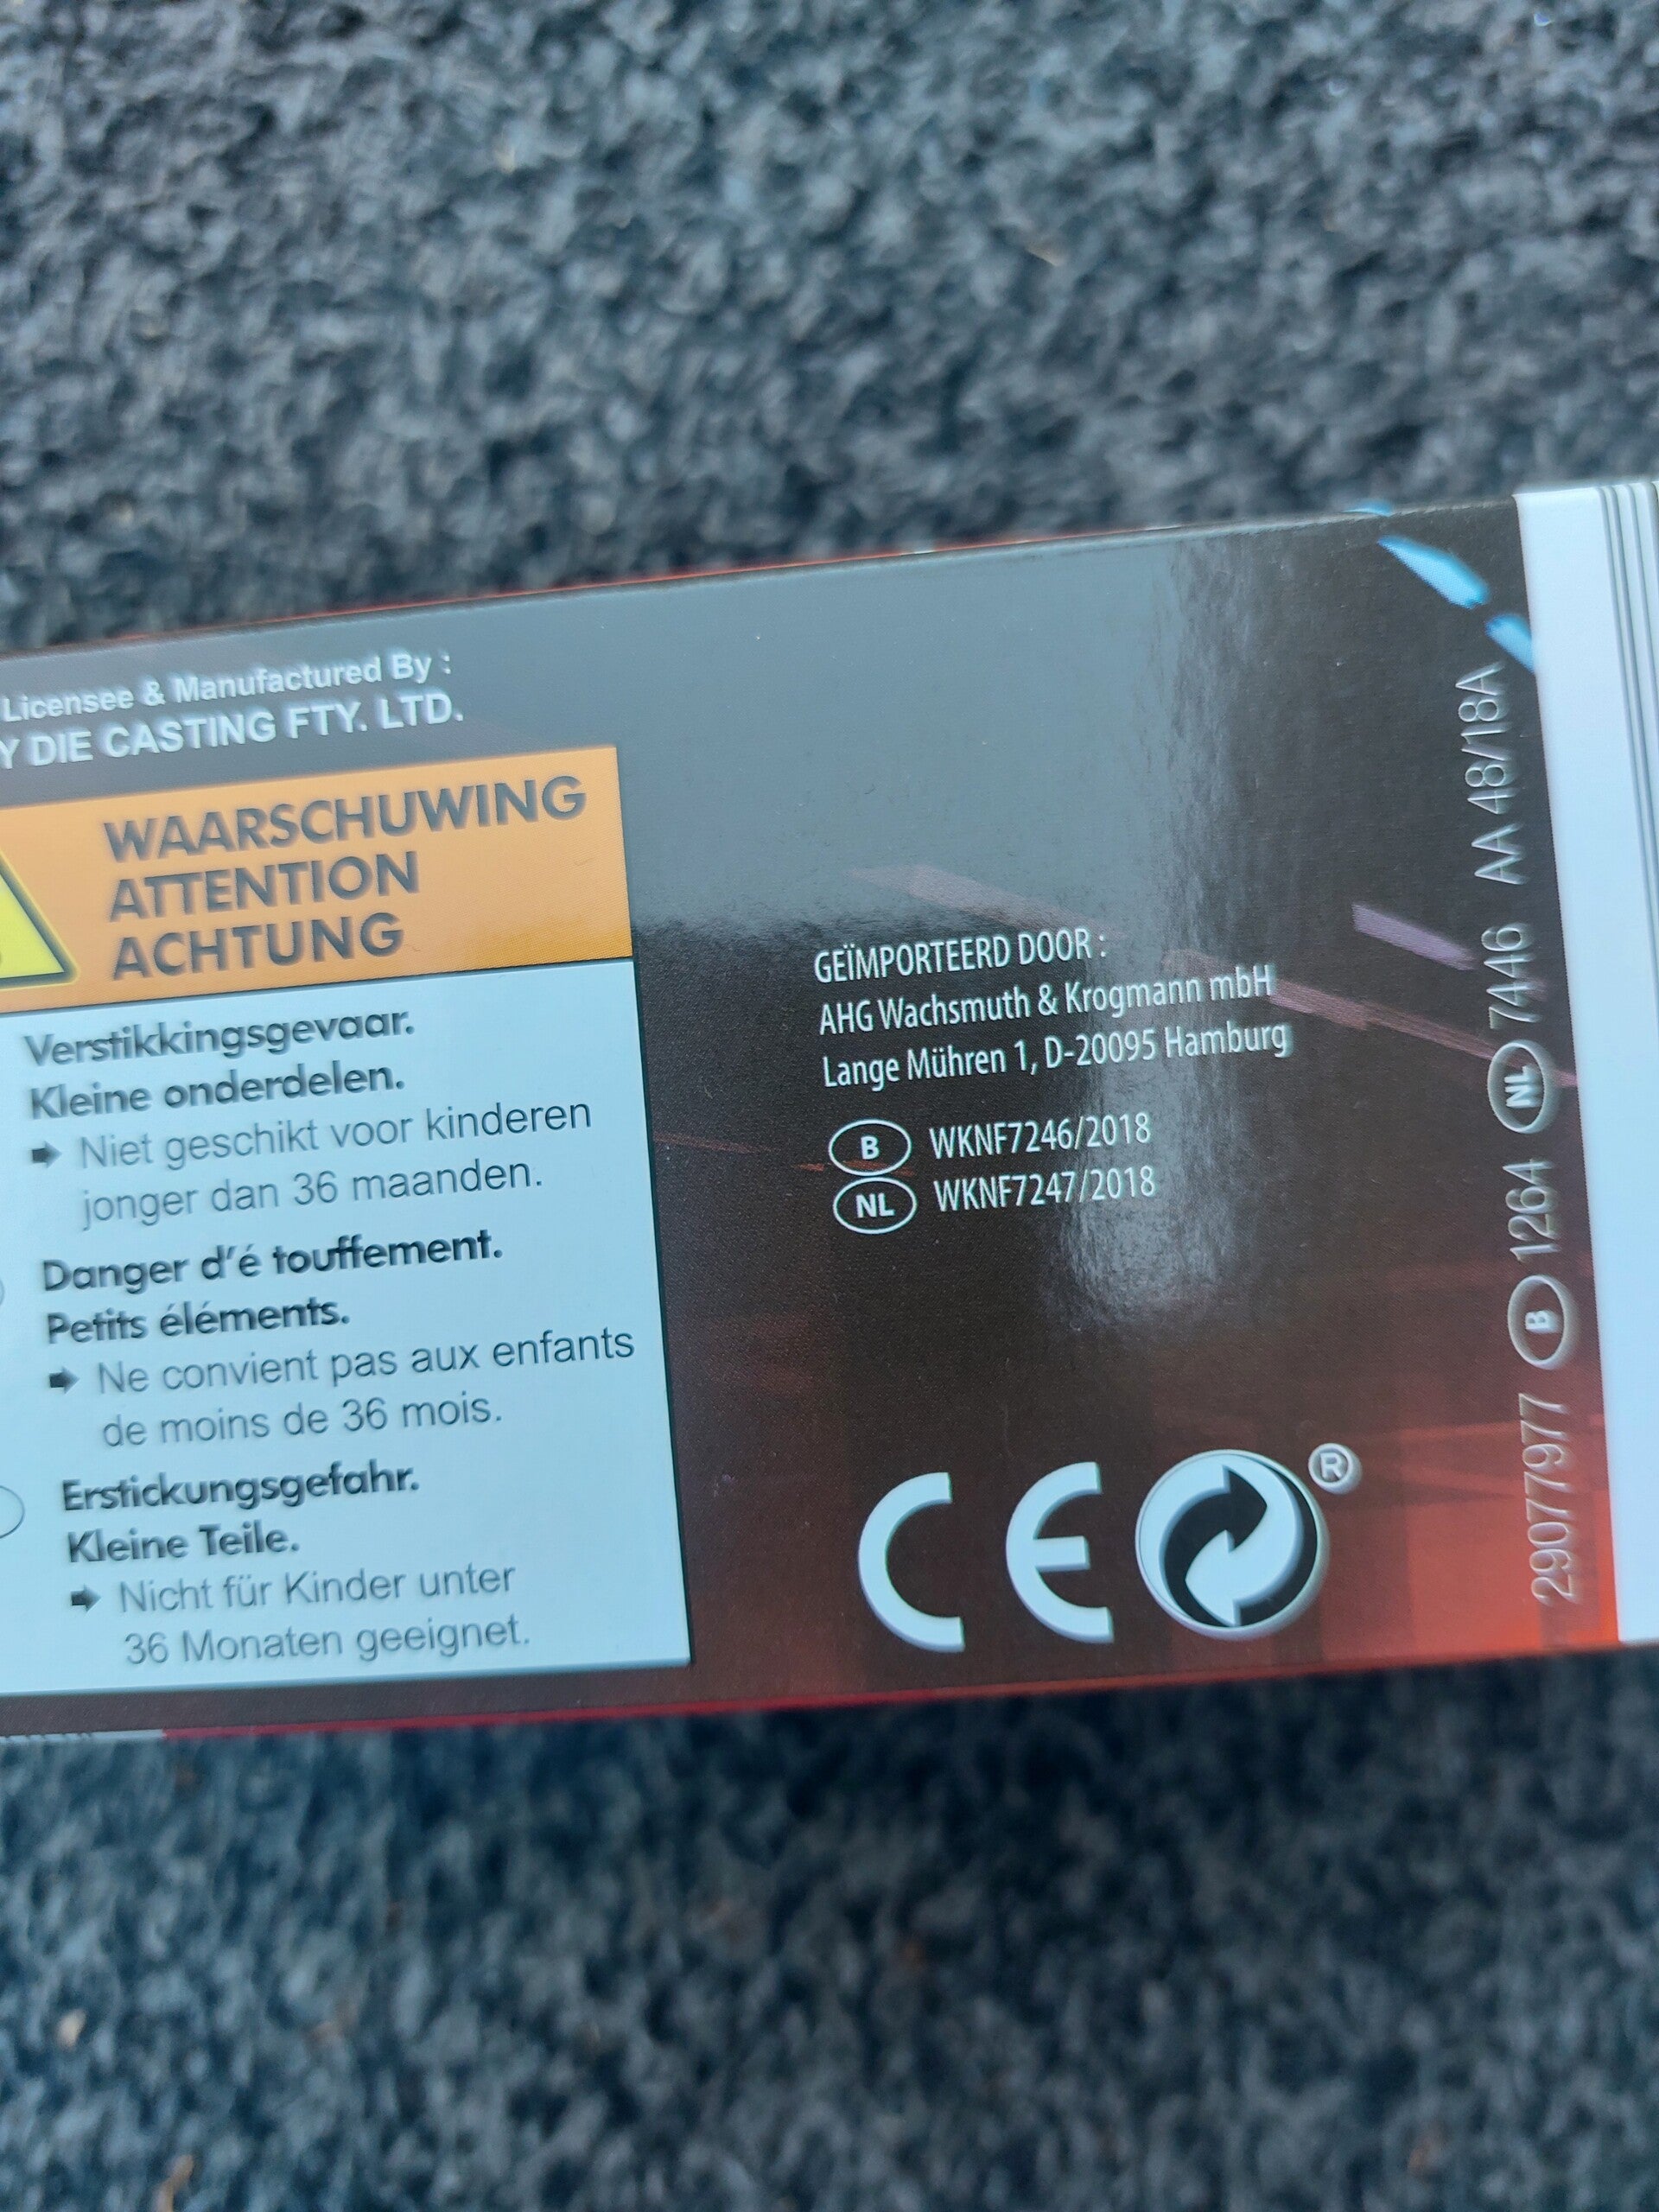 Licensee & Manufactured By :
Y DIE CASTING FTY. LTD.
WAARSCHUWING
ATTENTION
ACHTUNG
Verstikkingsgevaar.
Kleine onderdelen.
➡ Niet geschikt voor kinderen
jonger dan 36 maanden.
Danger d'é touffement.
Petits éléments.
➡ Ne convient pas aux enfants
de moins de 36 mois.
Erstickungsgefahr.
Kleine Teile.
➡ Nicht für Kinder unter
36 Monaten geeignet.
GEÏMPORTEERD DOOR :
AHG Wachsmuth & Krogmann mbH
Lange Mühren 1, D-20095 Hamburg
B WKNF7246/2018
NL WKNF7247/2018
CE ®
29077977 B 1264 NL 7446 AA 48/18A